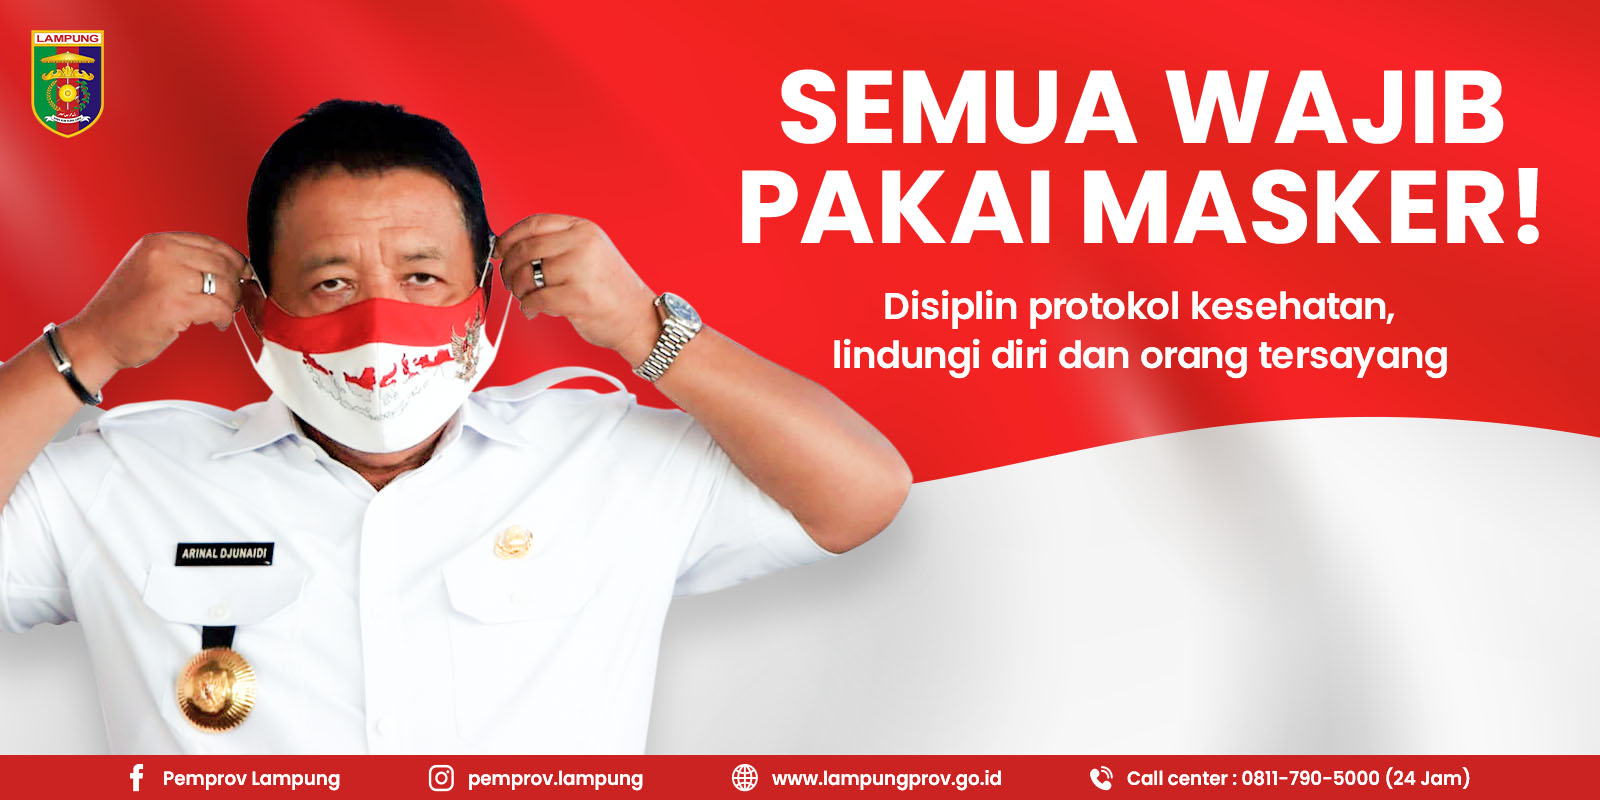 LAMPUNG
SEMUA WAJIB
PAKAI MASKER!
Disiplin protokol kesehatan,
lindungi diri dan orang tersayang
ARINAL DJUNAIDI
Pemprov Lampung
pemprov.lampung
www.lampungprov.go.id
Call center : 0811-790-5000 (24 Jam)